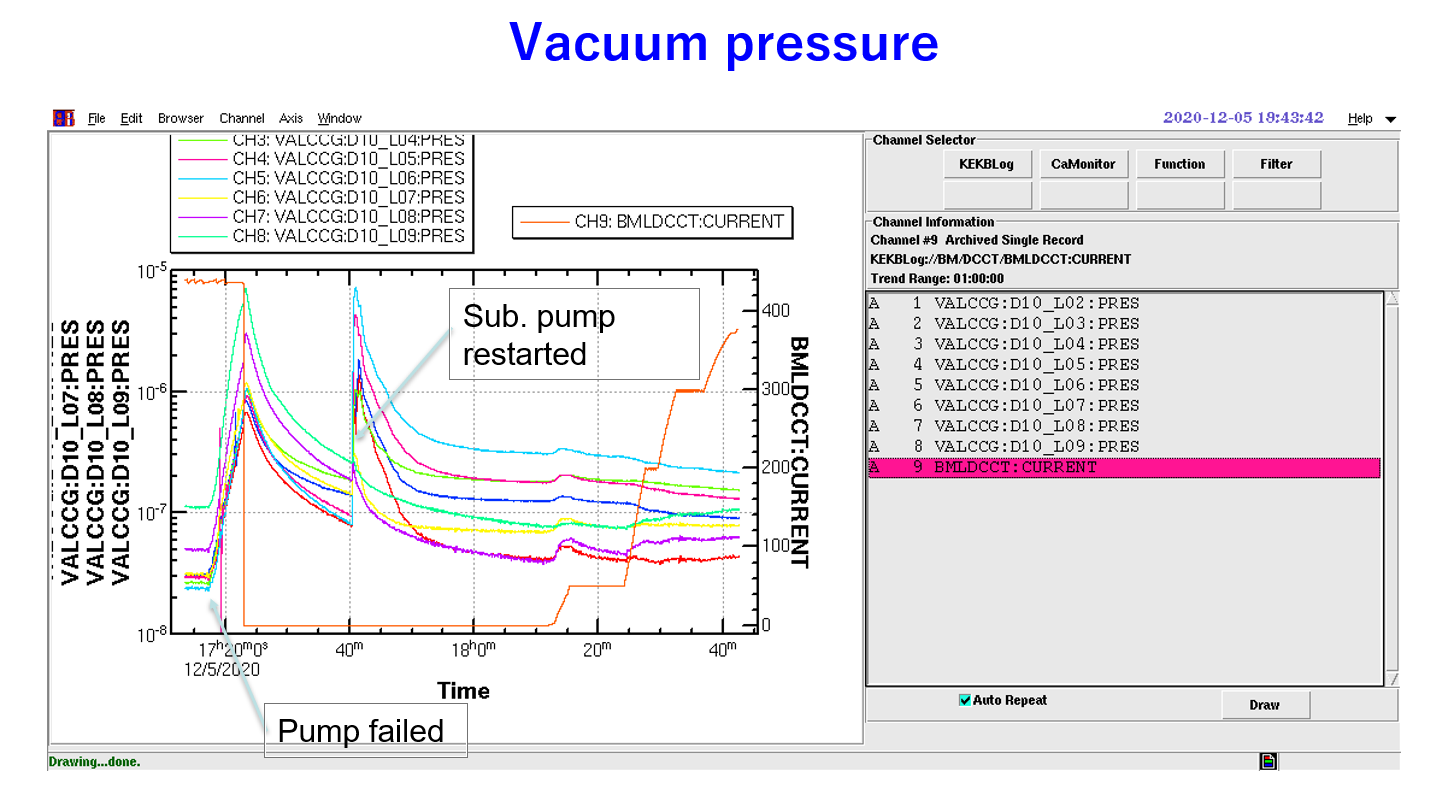 Vacuum pressure
File Edit Browser Channel Axis Window
2020-12-05 19:43:42 Help
CH3: VALCCG:D10_L04:PRES
CH4: VALCCG:D10_L05:PRES
CH5: VALCCG:D10_L06:PRES
CH6: VALCCG:D10_L07:PRES
CH7: VALCCG:D10_L08:PRES
CH8: VALCCG:D10_L09:PRES
CH9: BMLDCCT:CURRENT
VALCCG:D10_L07:PRES
VALCCG:D10_L08:PRES
VALCCG:D10_L09:PRES
10-5
10-6
10-7
10-8
Sub. pump
restarted
400
300
200
100
0
BMLDCCT:CURRENT
17h20m0s 40m 18h0m 20m 40m
12/5/2020
Time
Pump failed
Channel Selector
KEKBLog CaMonitor Function Filter
Channel Information
Channel #9 Archived Single Record
KEKBLog://BM/DCCT/BMLDCCT:CURRENT
Trend Range: 01:00:00
A 1 VALCCG:D10_L02:PRES
A 2 VALCCG:D10_L03:PRES
A 3 VALCCG:D10_L04:PRES
A 4 VALCCG:D10_L05:PRES
A 5 VALCCG:D10_L06:PRES
A 6 VALCCG:D10_L07:PRES
A 7 VALCCG:D10_L08:PRES
A 8 VALCCG:D10_L09:PRES
A 9 BMLDCCT:CURRENT
Auto Repeat Draw
Drawing...done.